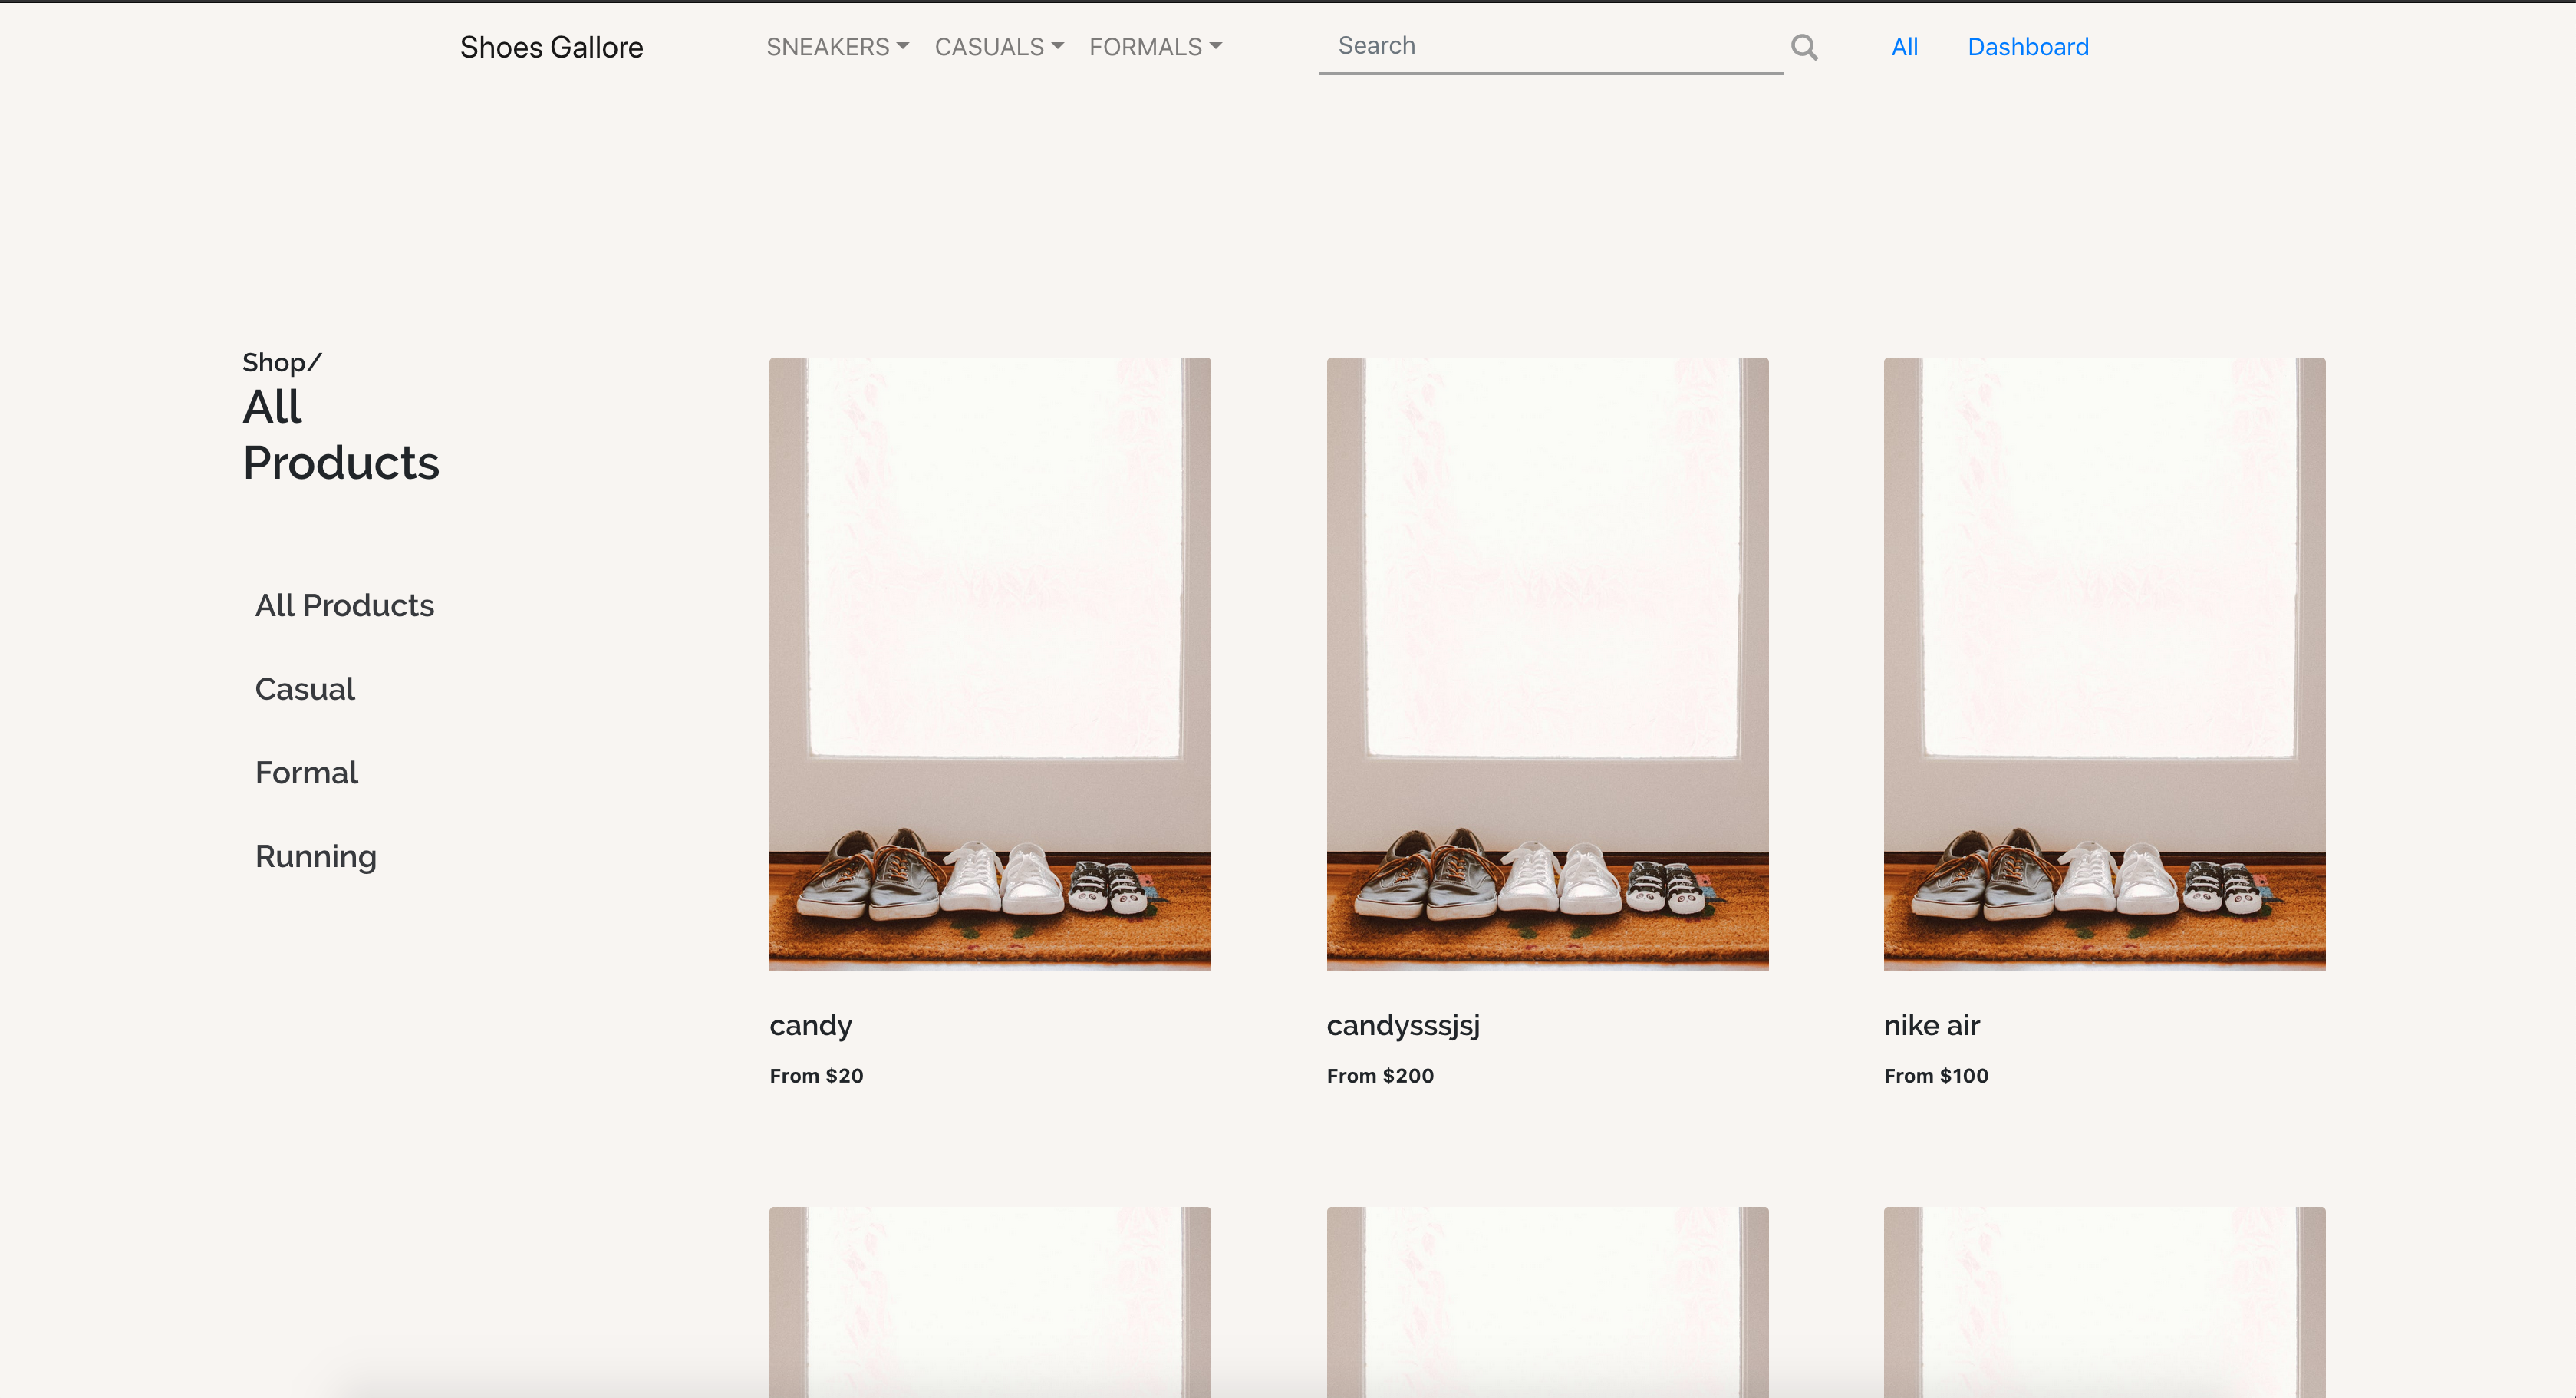 Shoes Gallore
SNEAKERS CASUALS FORMALS
Search
All Dashboard
Shop/
All
Products
All Products
Casual
Formal
Running
candy
From $20
candysssjsj
From $200
nike air
From $100